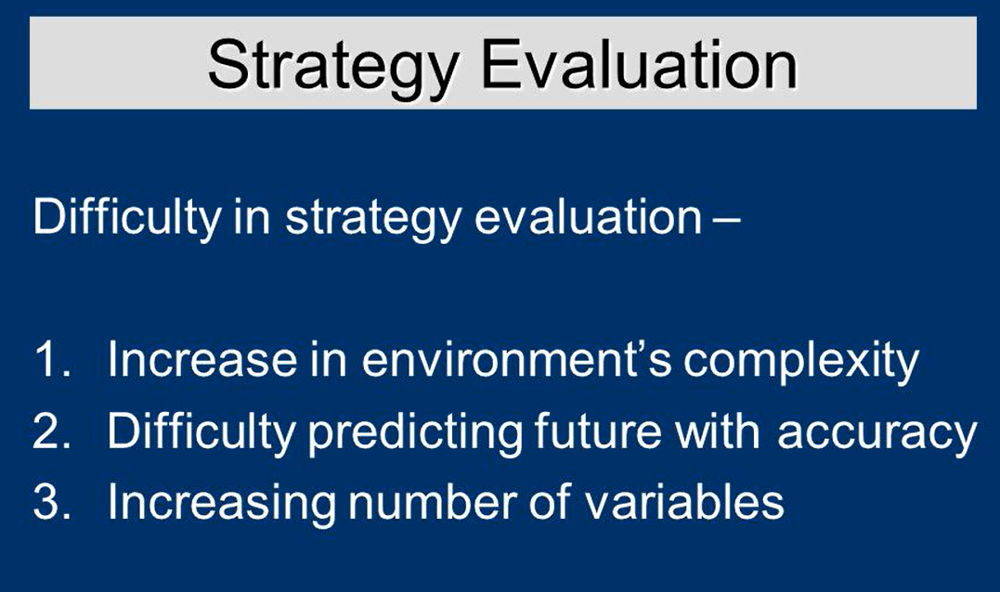 Strategy Evaluation
Difficulty in strategy evaluation –
1. Increase in environment’s complexity
2. Difficulty predicting future with accuracy
3. Increasing number of variables